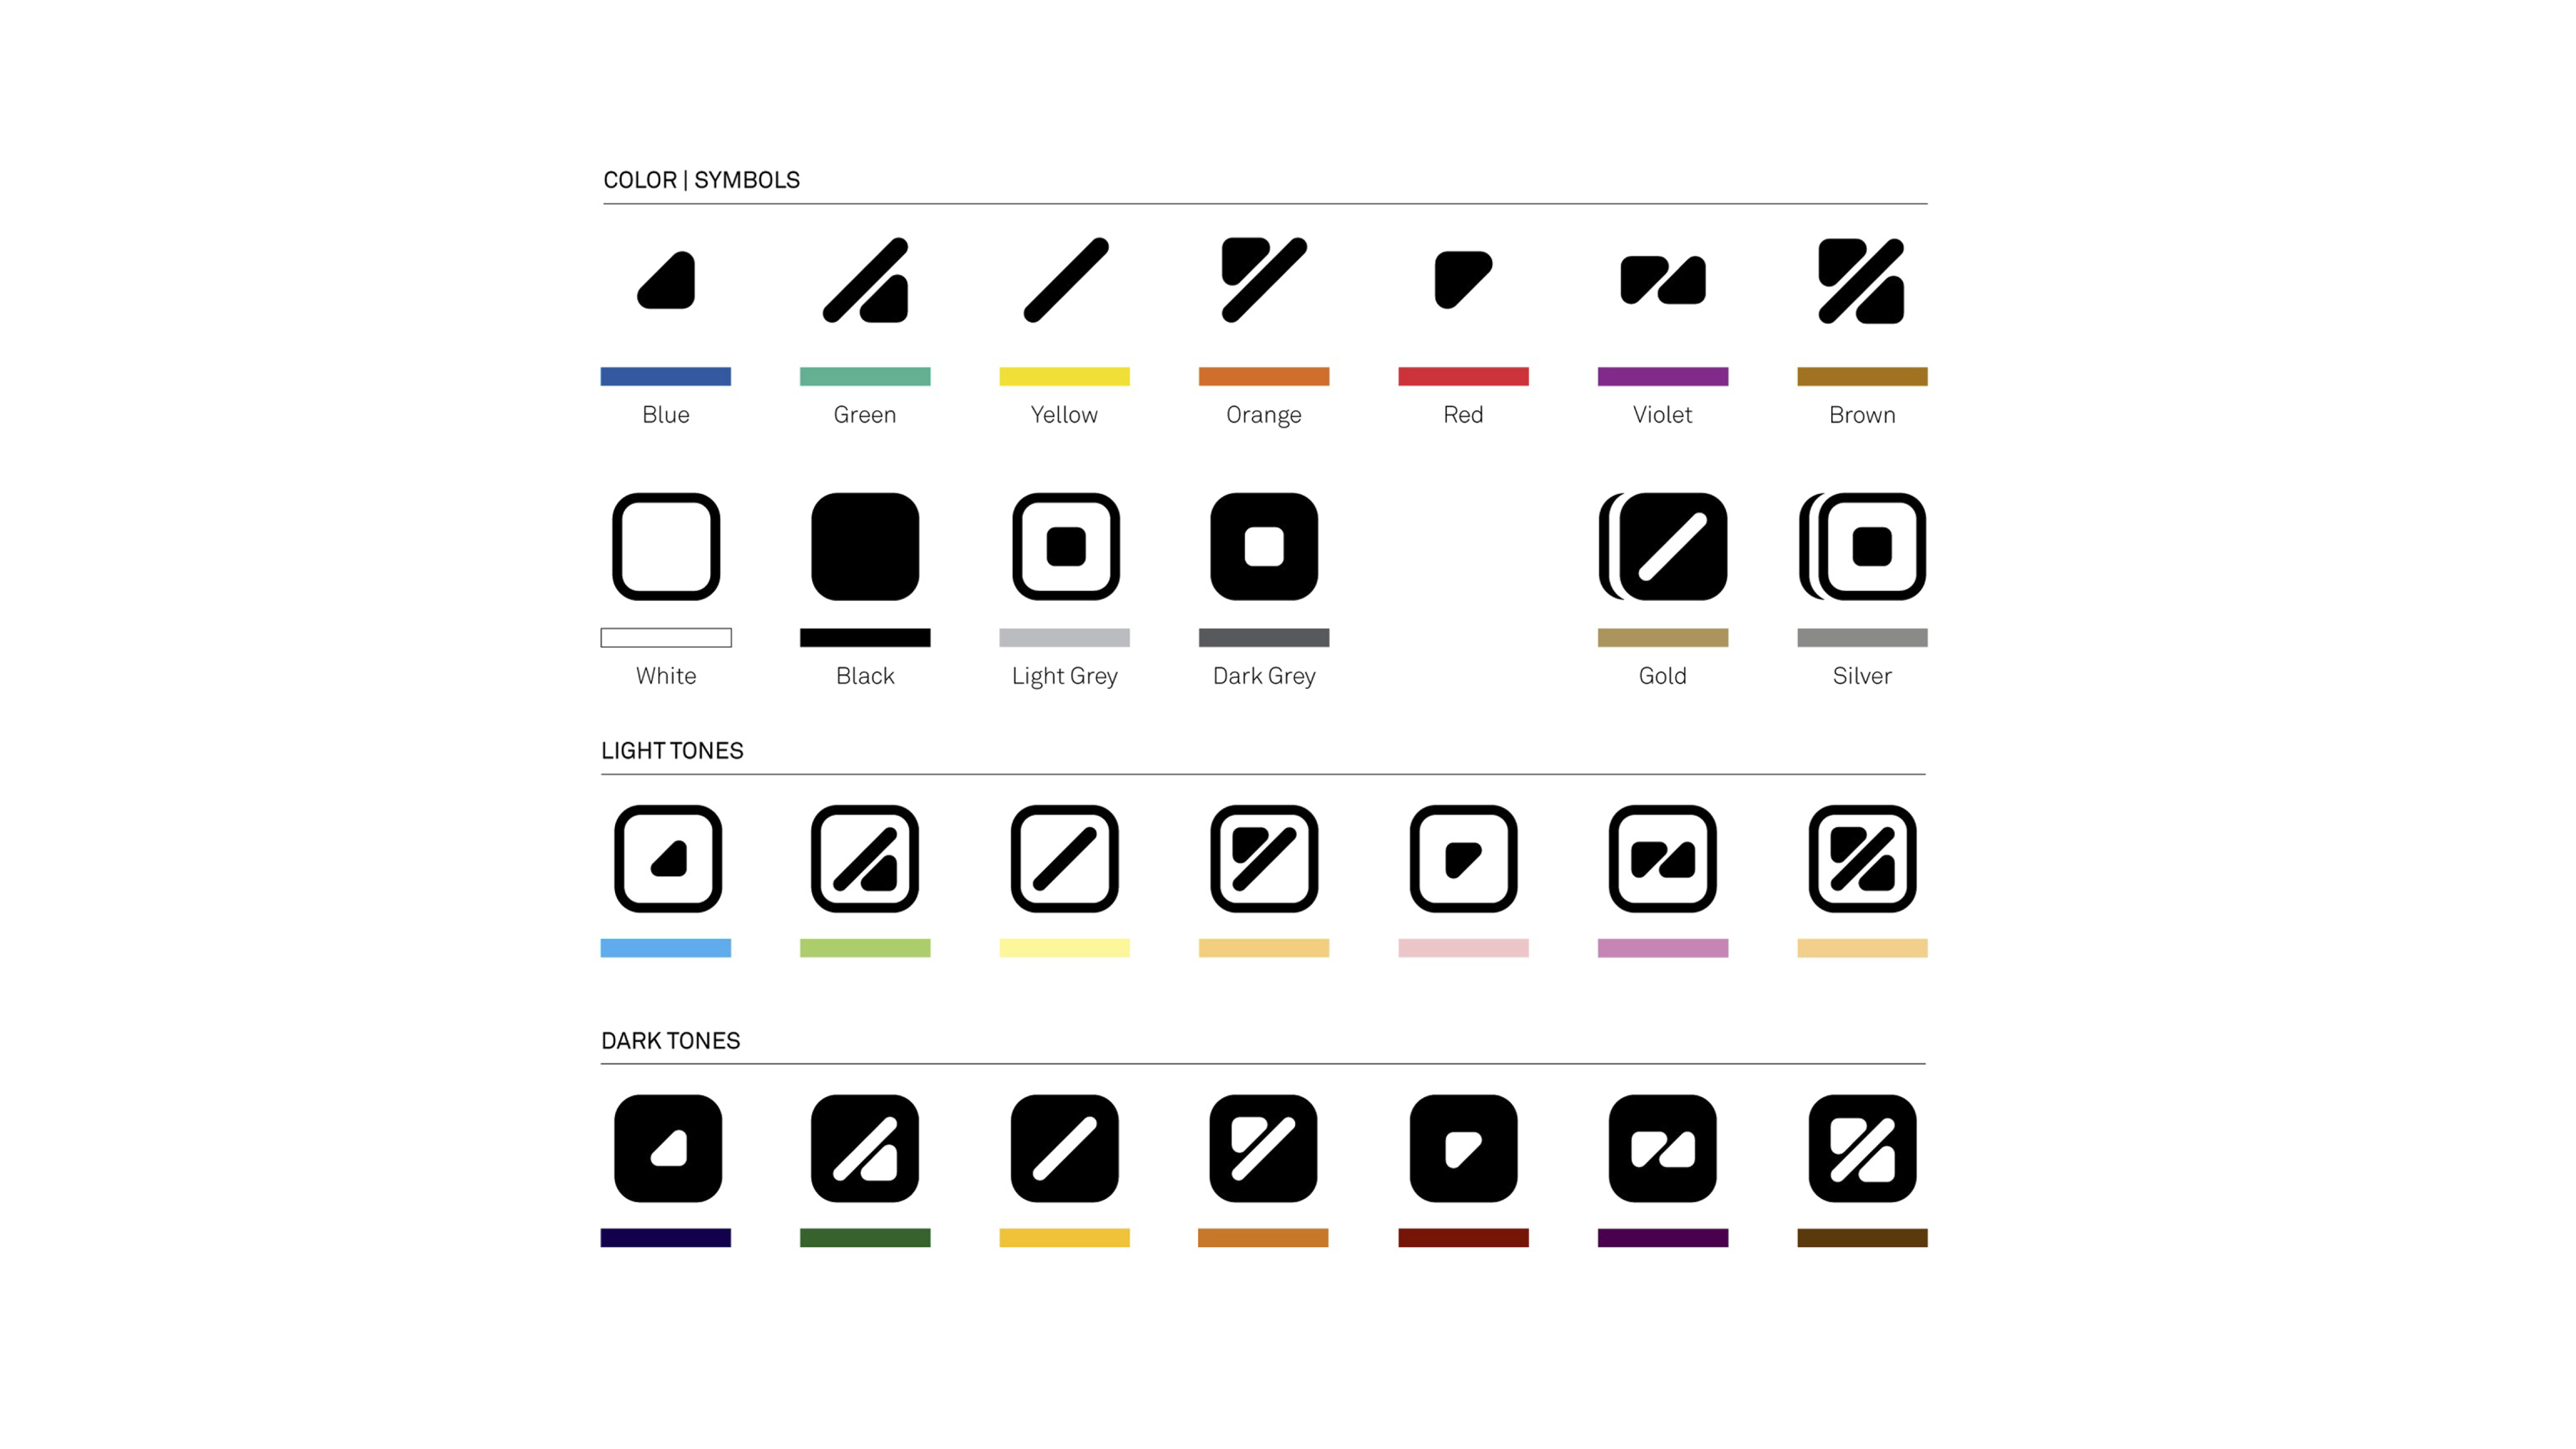 COLOR | SYMBOLS
Blue Green Yellow Orange Red Violet Brown
White Black Light Grey Dark Grey Gold Silver
LIGHT TONES
DARK TONES